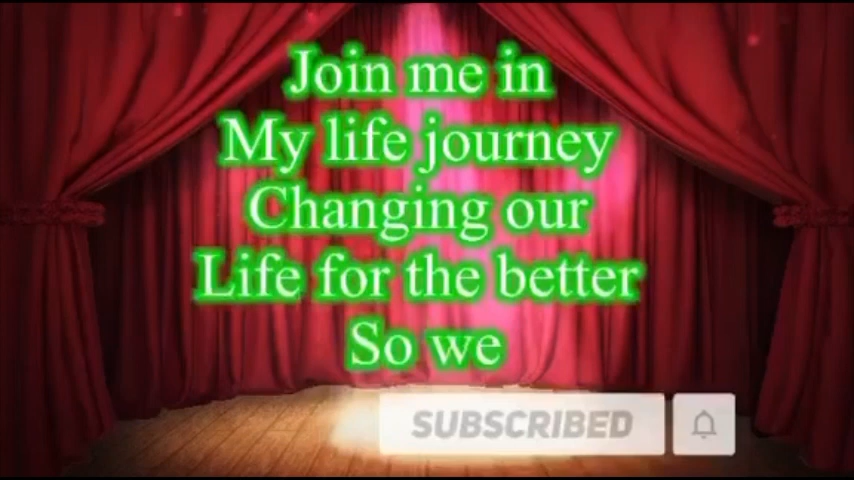 Join me in
My life journey
Changing our
Life for the better
So we
SUBSCRIBED